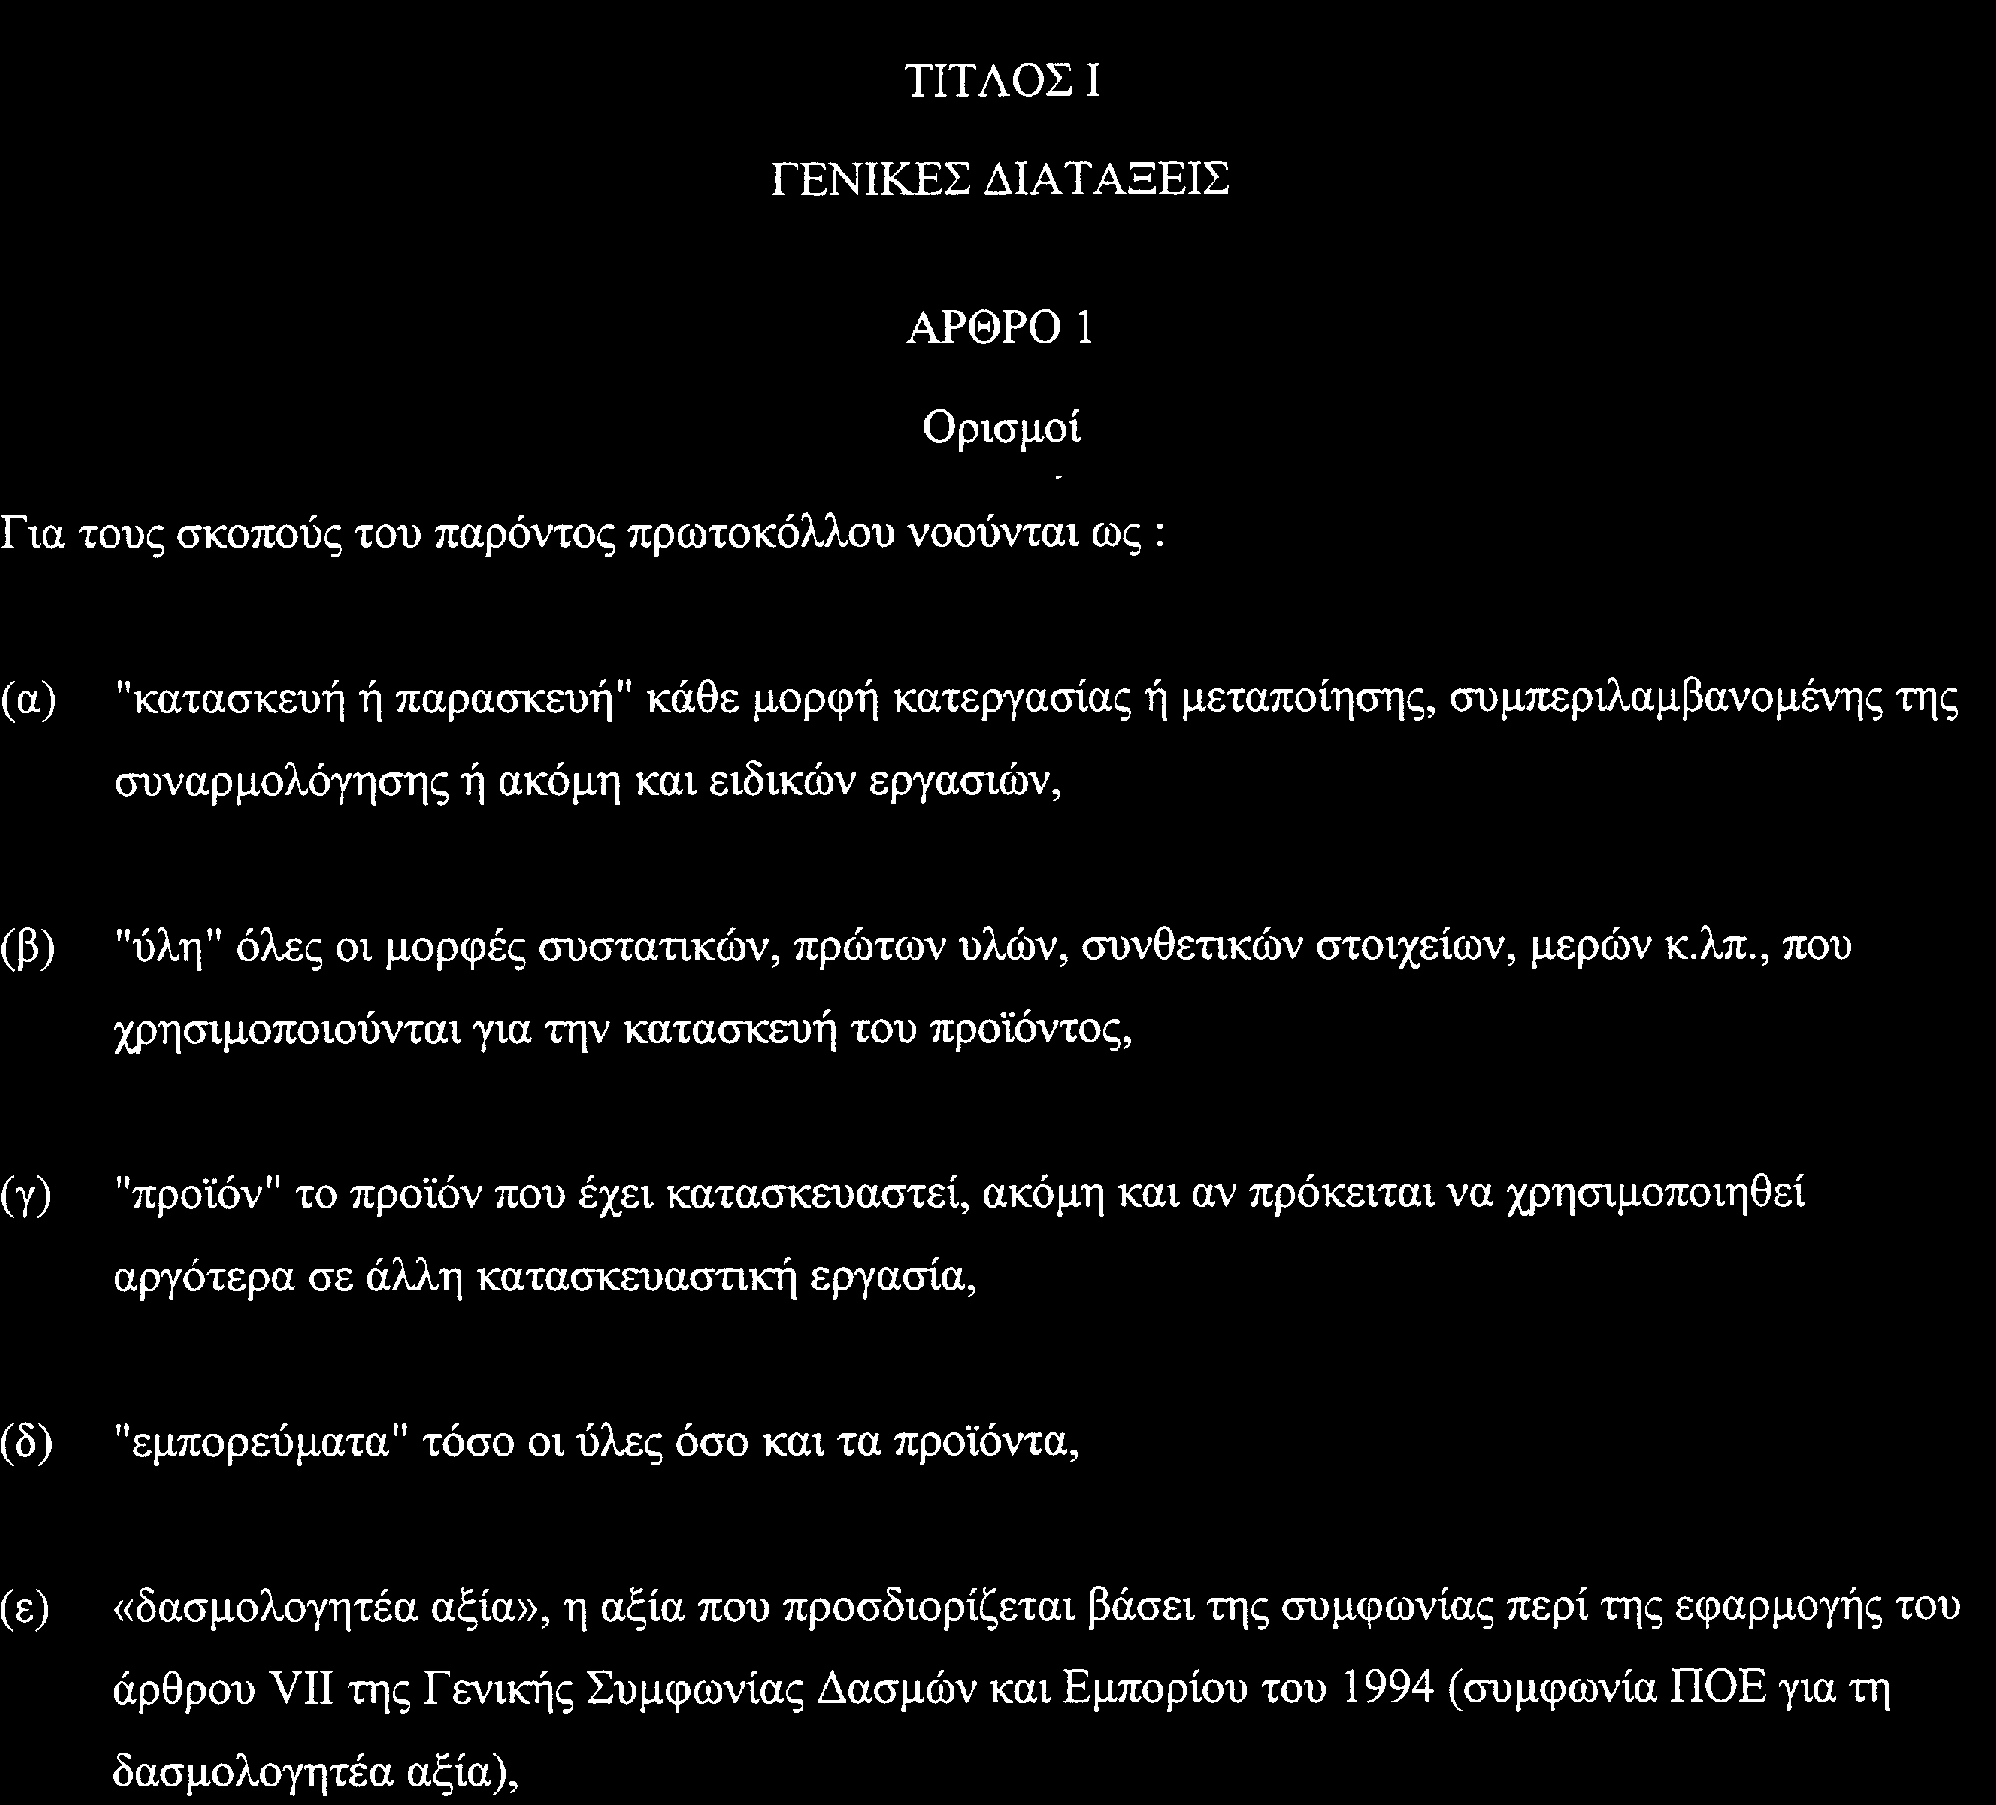 ΤΙΤΛΟΣ Ι
ΓΕΝΙΚΕΣ ΔΙΑΤΑΞΕΙΣ
ΑΡΘΡΟ 1
Ορισμοί
Για τους σκοπούς του παρόντος πρωτοκόλλου νοούνται ως :
(α) "κατασκευή ή παρασκευή" κάθε μορφή κατεργασίας ή μεταποίησης, συμπεριλαμβανομένης της
συναρμολόγησης ή ακόμη και ειδικών εργασιών,
(β) "ύλη" όλες οι μορφές συστατικών, πρώτων υλών, συνθετικών στοιχείων, μερών κ.λπ., που
χρησιμοποιούνται για την κατασκευή του προϊόντος,
(γ) "προϊόν" το προϊόν που έχει κατασκευαστεί, ακόμη και αν πρόκειται να χρησιμοποιηθεί
αργότερα σε άλλη κατασκευαστική εργασία,
(δ) "εμπορεύματα" τόσο οι ύλες όσο και τα προϊόντα,
(ε) «δασμολογητέα αξία», η αξία που προσδιορίζεται βάσει της συμφωνίας περί της εφαρμογής του
άρθρου VII της Γενικής Συμφωνίας Δασμών και Εμπορίου του 1994 (συμφωνία ΠΟΕ για τη
δασμολογητέα αξία),